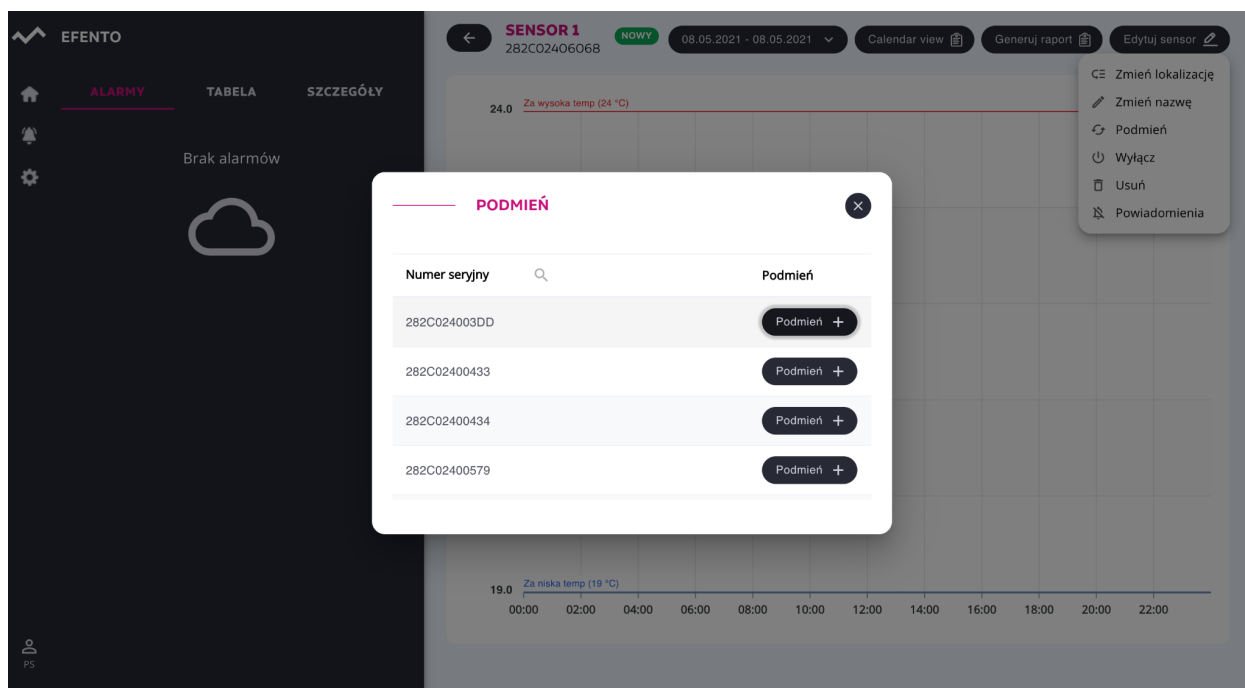 EFENTO
SENSOR 1
282C02406068
NOWY
08.05.2021 - 08.05.2021
Calendar view
Generuj raport
Edytuj sensor
Zmień lokalizację
Zmień nazwę
Podmień
Wyłącz
Usuń
Powiadomienia
ALARMY TABELA SZCZEGÓŁY
Brak alarmów
24.0 Za wysoka temp (24 °C)
PODMIEŃ
Numer seryjny Podmień
282C024003DD Podmień +
282C02400433 Podmień +
282C02400434 Podmień +
282C02400579 Podmień +
19.0 Za niska temp (19 °C)
00:00 02:00 04:00 06:00 08:00 10:00 12:00 14:00 16:00 18:00 20:00 22:00
PS